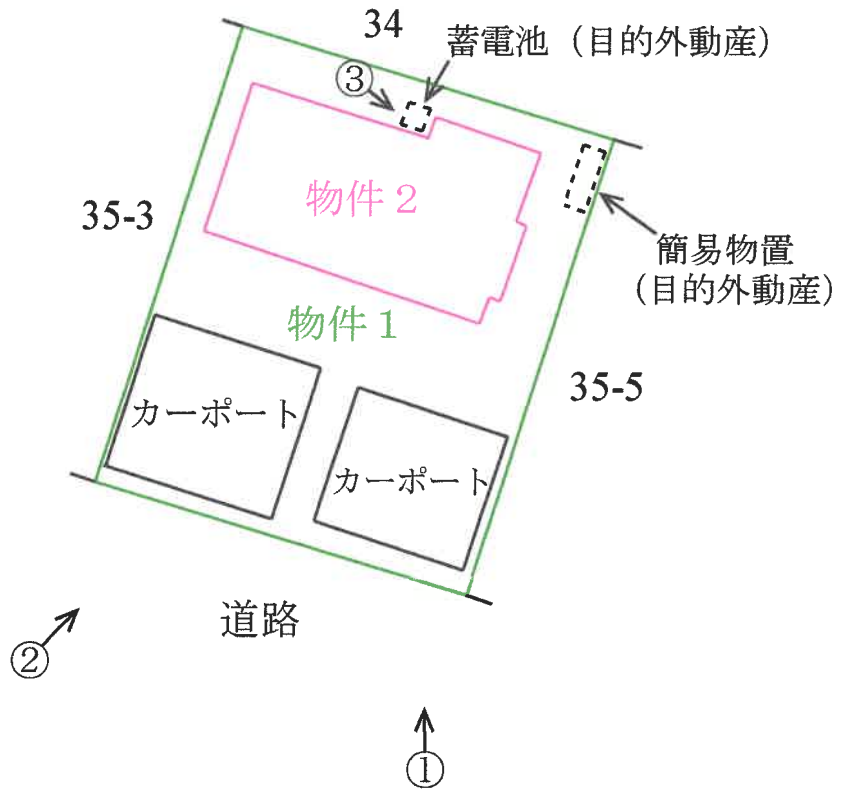 34
蓄電池（目的外動産）
③
物件２
35-3
簡易物置
（目的外動産）
物件１
35-5
カーポート
カーポート
道路
②
①